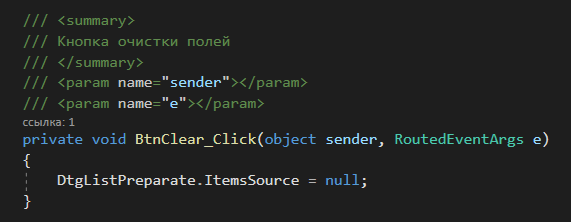 /// <summary>
/// Кнопка очистки полей
/// </summary>
/// <param name="sender"></param>
/// <param name="e"></param>
ссылка: 1
private void BtnClear_Click(object sender, RoutedEventArgs e)
{
DtgListPreparate.ItemsSource = null;
}